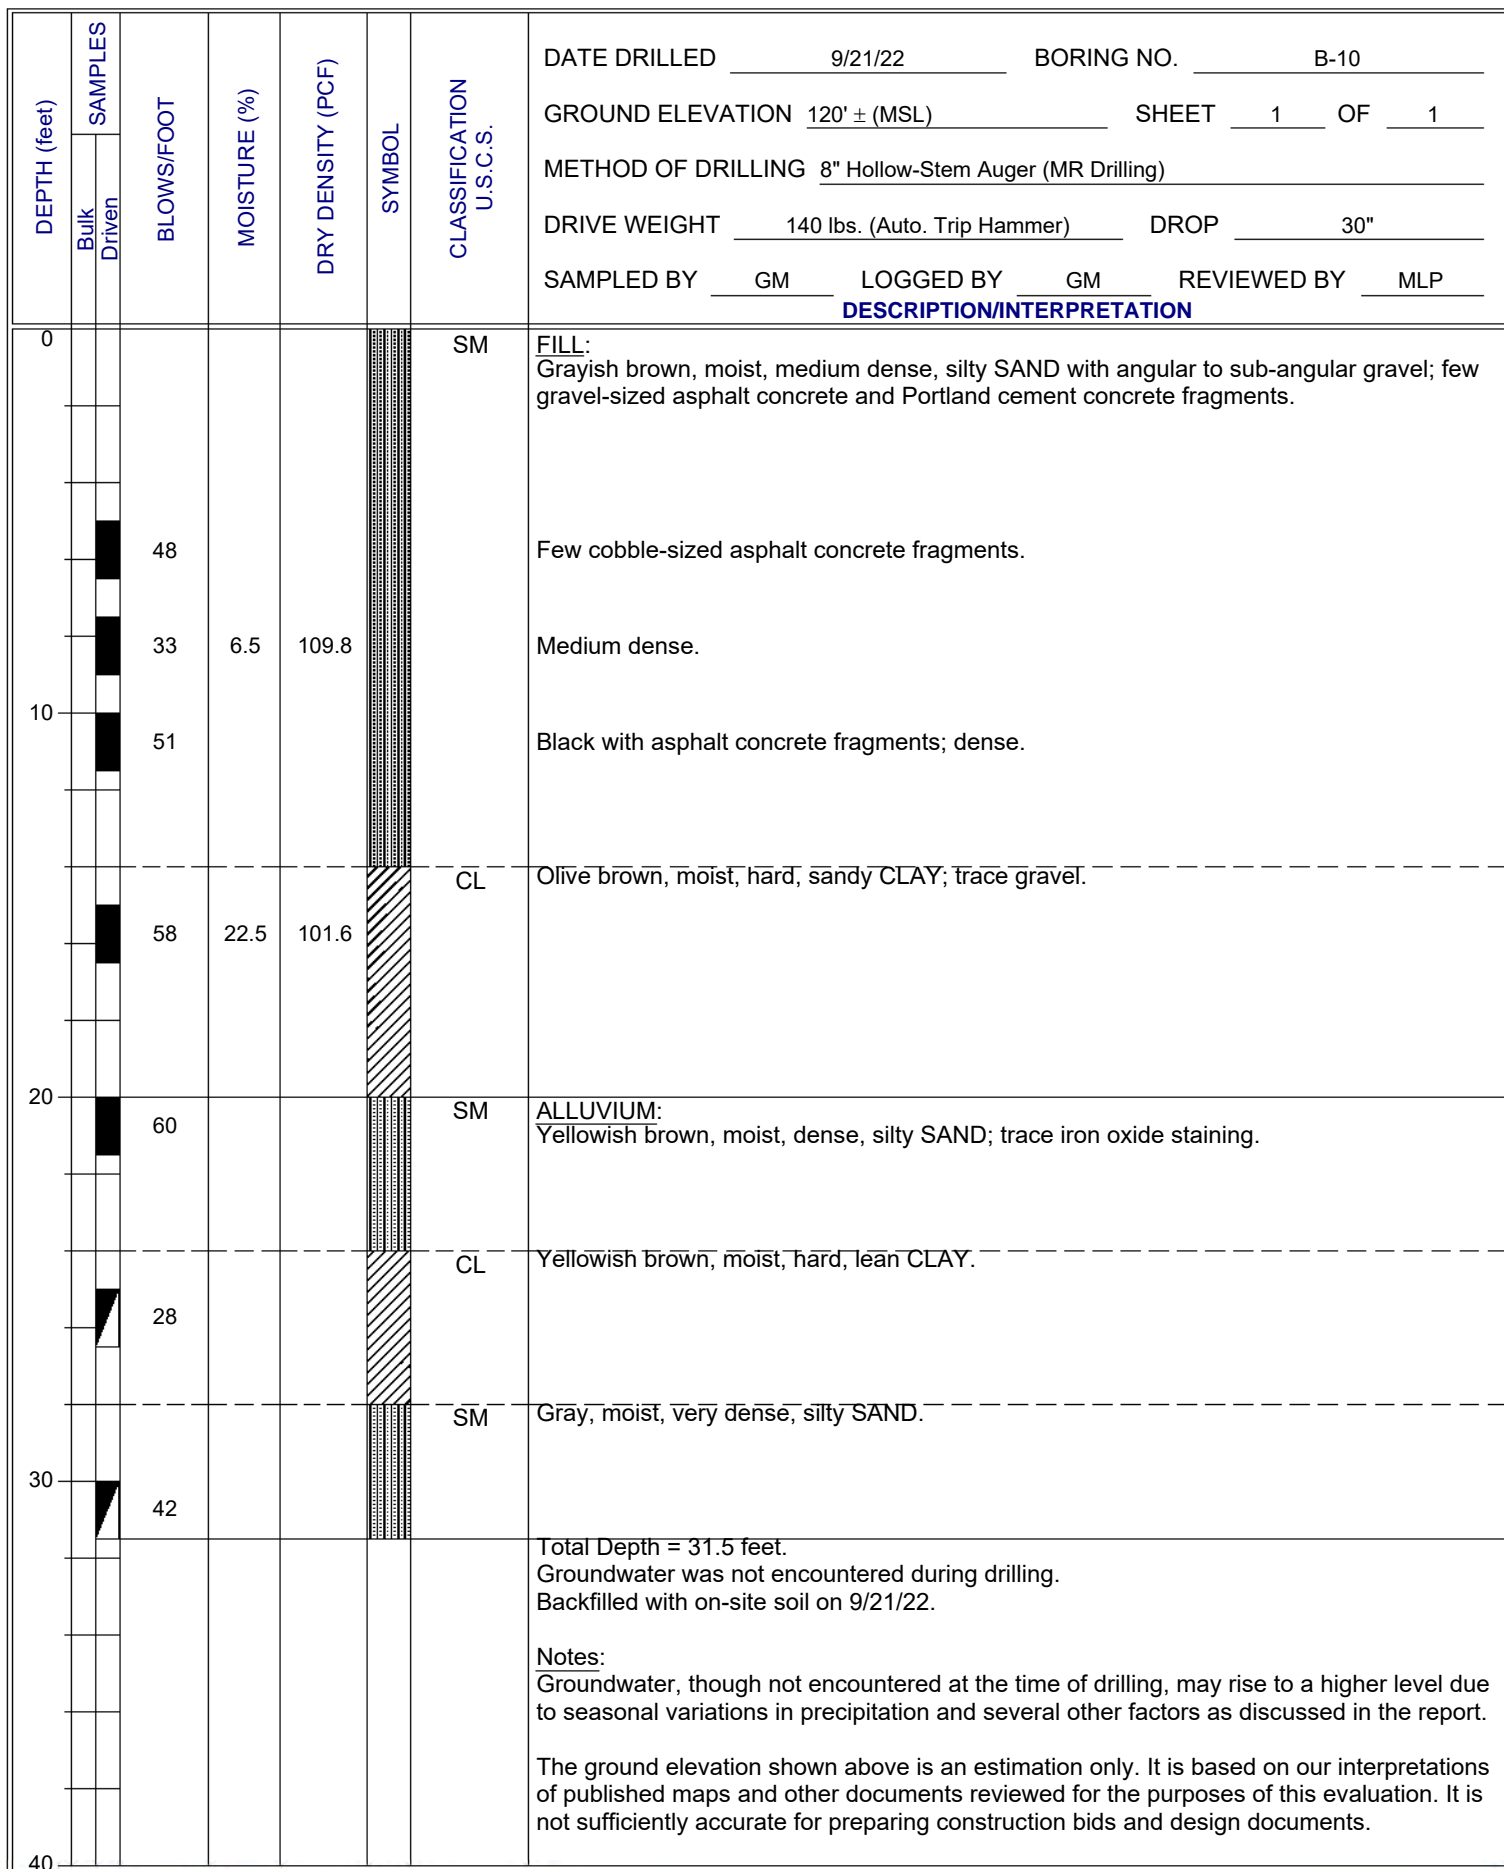 DEPTH (feet)
SAMPLES
Bulk
Driven
BLOWS/FOOT
MOISTURE (%)
DRY DENSITY (PCF)
SYMBOL
CLASSIFICATION
U.S.C.S.
DATE DRILLED 9/21/22 BORING NO. B-10
GROUND ELEVATION 120' ± (MSL) SHEET 1 OF 1
METHOD OF DRILLING 8" Hollow-Stem Auger (MR Drilling)
DRIVE WEIGHT 140 lbs. (Auto. Trip Hammer) DROP 30"
SAMPLED BY GM LOGGED BY GM REVIEWED BY MLP
DESCRIPTION/INTERPRETATION
0 SM FILL:
Grayish brown, moist, medium dense, silty SAND with angular to sub-angular gravel; few
gravel-sized asphalt concrete and Portland cement concrete fragments.
48 Few cobble-sized asphalt concrete fragments.
33 6.5 109.8 Medium dense.
10
51 Black with asphalt concrete fragments; dense.
CL Olive brown, moist, hard, sandy CLAY; trace gravel.
58 22.5 101.6
20 SM ALLUVIUM:
60 Yellowish brown, moist, dense, silty SAND; trace iron oxide staining.
CL Yellowish brown, moist, hard, lean CLAY.
28
SM Gray, moist, very dense, silty SAND.
30
42
Total Depth = 31.5 feet.
Groundwater was not encountered during drilling.
Backfilled with on-site soil on 9/21/22.
Notes:
Groundwater, though not encountered at the time of drilling, may rise to a higher level due
to seasonal variations in precipitation and several other factors as discussed in the report.
The ground elevation shown above is an estimation only. It is based on our interpretations
of published maps and other documents reviewed for the purposes of this evaluation. It is
not sufficiently accurate for preparing construction bids and design documents.
40